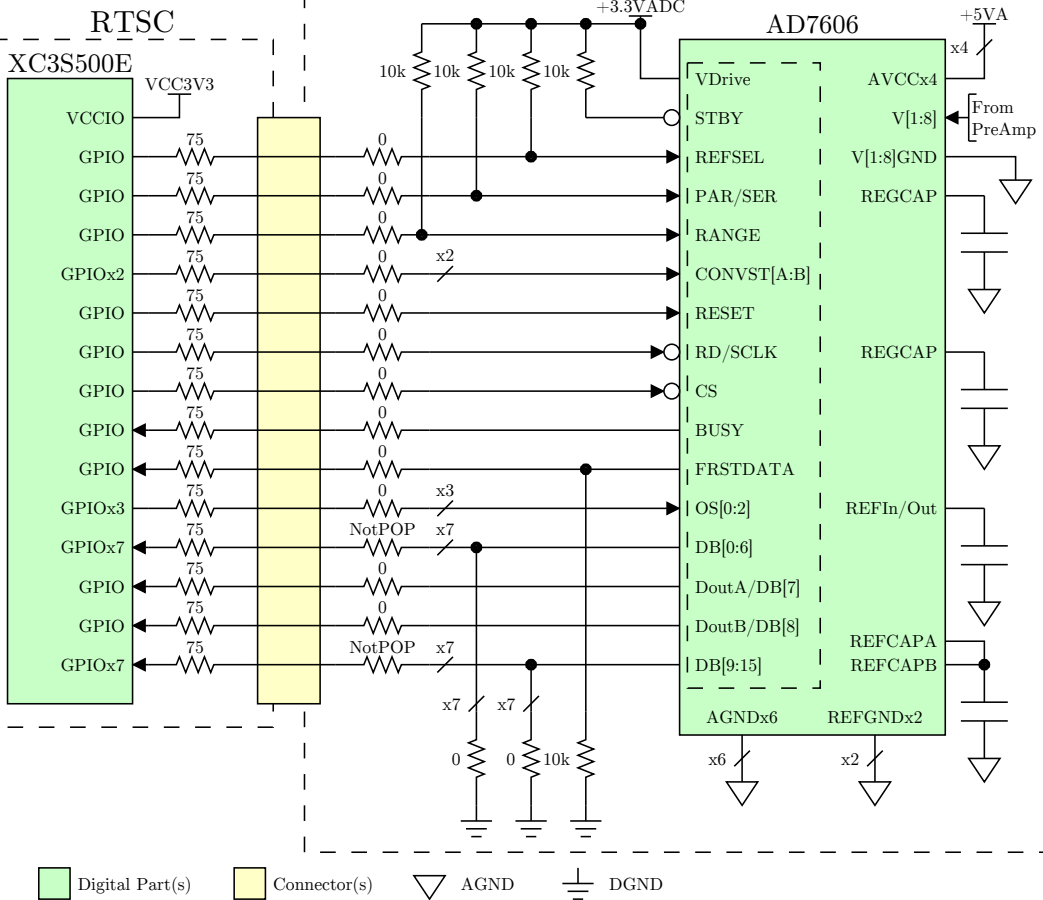 RTSC
+3.3VADC
AD7606
+5VA
XC3S500E
x4
10k 10k 10k 10k
VCC3V3
VDrive
AVCCx4
VCCIO
STBY
V[1:8]
From
PreAmp
GPIO 75 0 REFSEL V[1:8]GND
GPIO 75 0 PAR/SER REGCAP
GPIO 75 0 RANGE
GPIOx2 75 0 x2 CONVST[A:B]
GPIO 75 0 RESET
GPIO 75 0 RD/SCLK REGCAP
GPIO 75 0 CS
GPIO 75 0 BUSY
GPIO 75 0 FRSTDATA
GPIOx3 75 0 x3 OS[0:2] REFIn/Out
GPIOx7 75 NotPOP x7 DB[0:6]
GPIO 75 0 DoutA/DB[7]
GPIO 75 0 DoutB/DB[8]
REFCAPA
GPIOx7 75 NotPOP x7 DB[9:15] REFCAPB
x7 x7
AGNDx6 REFGNDx2
0 0 10k x6 x2
Digital Part(s) Connector(s) AGND DGND